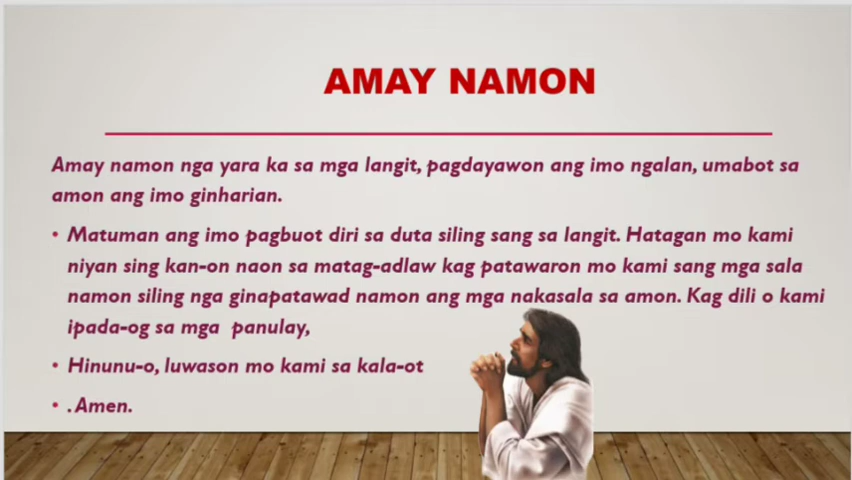 AMAY NAMON
Amay namon nga yara ka sa mga langit, pagdayawon ang imo ngalan, umabot sa
amon ang imo ginharian.
• Matuman ang imo pagbuot diri sa duta siling sang sa langit. Hatagan mo kami
niyan sing kan-on naon sa matag-adlaw kag patawaron mo kami sang mga sala
namon siling nga ginapatawad namon ang mga nakasala sa amon. Kag dili o kami
ipada-og sa mga panulay,
• Hinunu-o, luwason mo kami sa kala-ot
• . Amen.